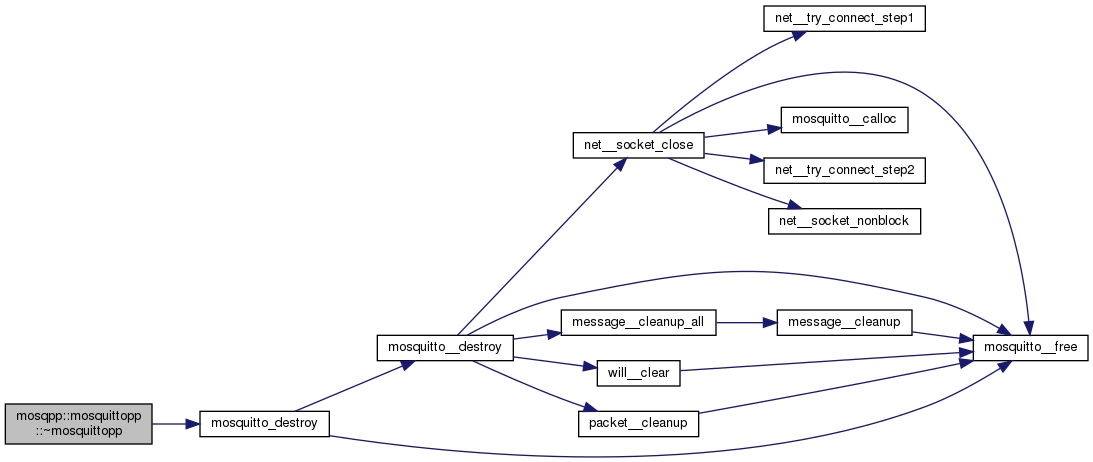 net__try_connect_step1
mosquitto__calloc
net__socket_close
net__try_connect_step2
net__socket_nonblock
message__cleanup_all
message__cleanup
mosquitto__destroy
mosquitto__free
will__clear
mosqpp::mosquittopp
::~mosquittopp
mosquitto_destroy
packet__cleanup